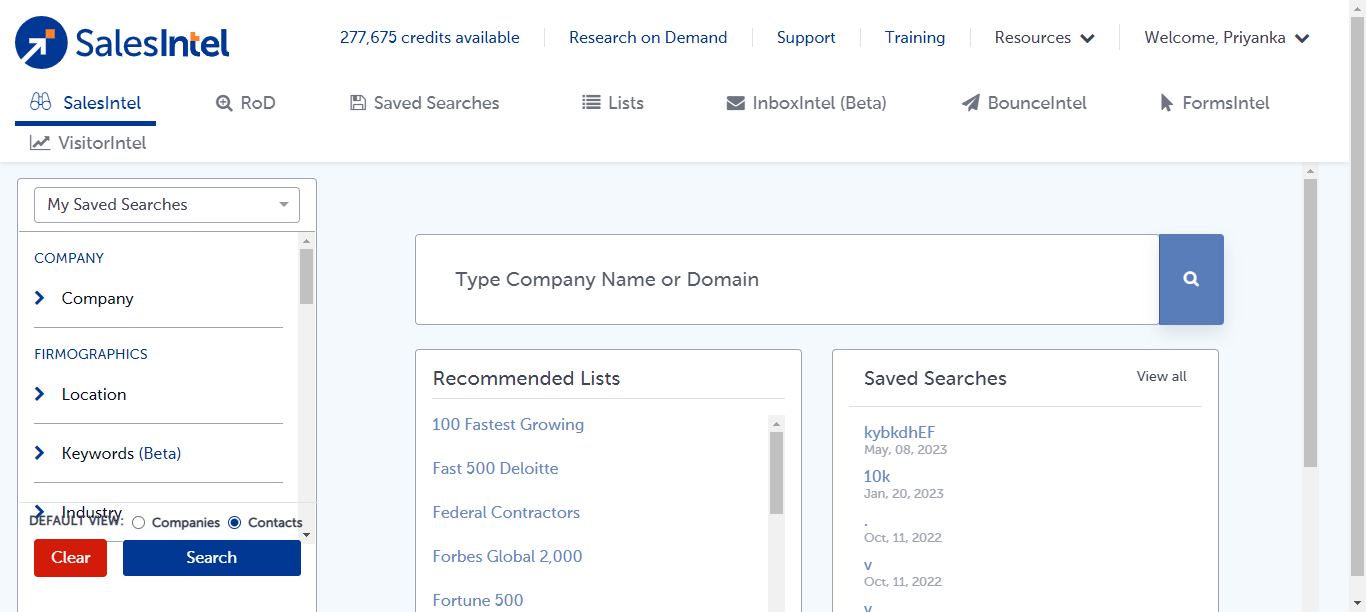 SalesIntel
277,675 credits available
Research on Demand
Support
Training
Resources
Welcome, Priyanka
SalesIntel
RoD
Saved Searches
Lists
InboxIntel (Beta)
BounceIntel
FormsIntel
VisitorIntel
My Saved Searches
COMPANY
Company
FIRMOGRAPHICS
Location
Keywords (Beta)
Industry
DEFAULT VIEW:
Companies
Contacts
Clear
Search
Type Company Name or Domain
Recommended Lists
100 Fastest Growing
Fast 500 Deloitte
Federal Contractors
Forbes Global 2,000
Fortune 500
Saved Searches
View all
kybkdhEF
May, 08, 2023
10k
Jan, 20, 2023
.
Oct, 11, 2022
v
Oct, 11, 2022
v